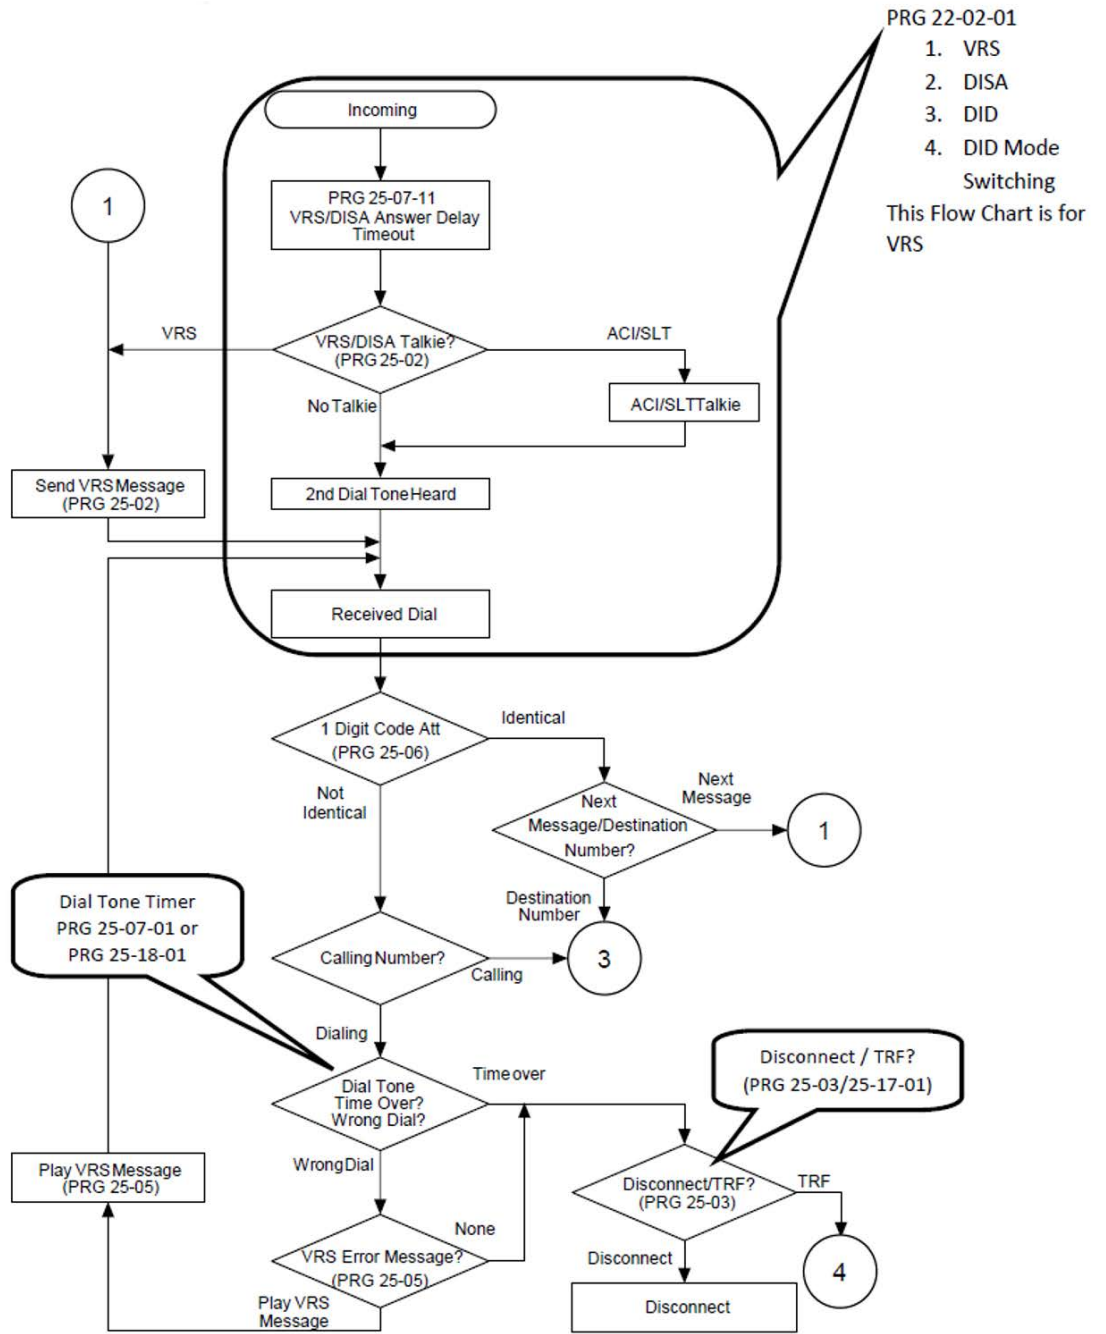 PRG 22-02-01
1. VRS
2. DISA
3. DID
4. DID Mode
Switching
This Flow Chart is for
VRS
Incoming
PRG 25-07-11
VRS/DISA Answer Delay
Timeout
1
VRS
VRS/DISA Talkie?
(PRG 25-02)
ACI/SLT
No Talkie
ACI/SLT Talkie
Send VRS Message
(PRG 25-02)
2nd Dial Tone Heard
Received Dial
1 Digit Code Att
(PRG 25-06)
Identical
Not
Identical
Next
Message/Destination
Number?
Next
Message
1
Destination
Number
Dial Tone Timer
PRG 25-07-01 or
PRG 25-18-01
Calling Number?
Calling
3
Dialing
Dial Tone
Time Over?
Wrong Dial?
Time over
Disconnect / TRF?
(PRG 25-03/25-17-01)
Wrong Dial
Play VRS Message
(PRG 25-05)
Disconnect/TRF?
(PRG 25-03)
TRF
None
VRS Error Message?
(PRG 25-05)
Disconnect
4
Play VRS
Message
Disconnect